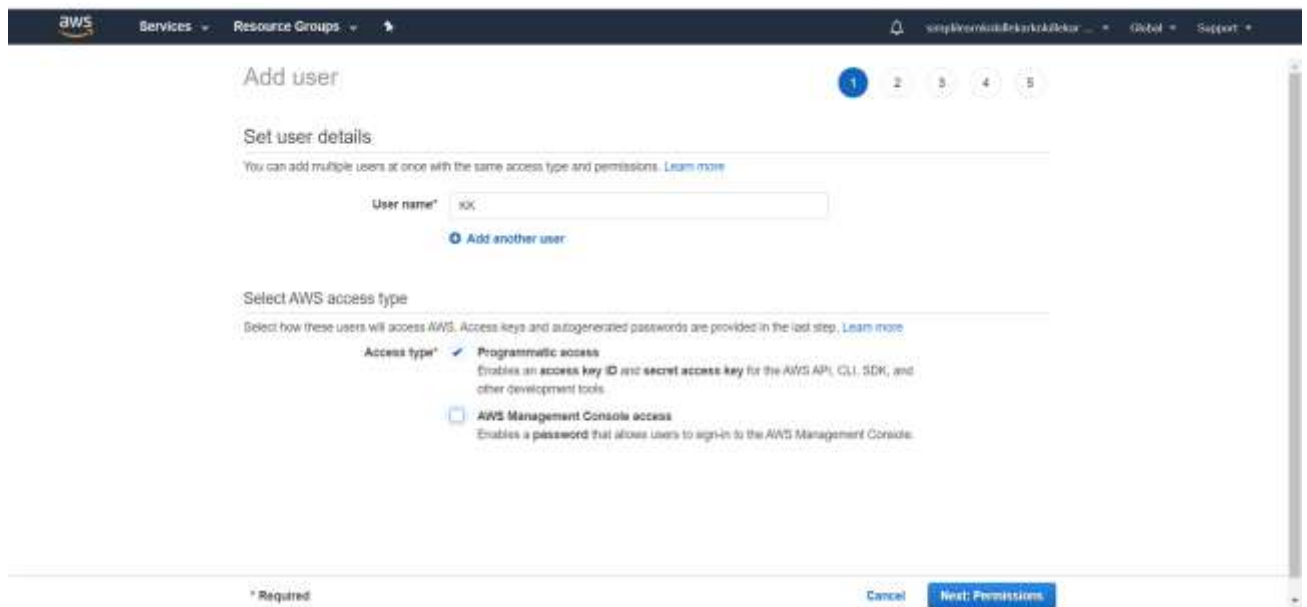 aws Services Resource Groups Global Support
Add user 1 2 3 4 5
Set user details
You can add multiple users at once with the same access type and permissions. Learn more
User name* KK
Add another user
Select AWS access type
Select how these users will access AWS. Access keys and autogenerated passwords are provided in the last step. Learn more
Access type* Programmatic access
Enables an access key ID and secret access key for the AWS API, CLI, SDK, and
other development tools.
AWS Management Console access
Enables a password that allows users to sign-in to the AWS Management Console.
* Required Cancel Next: Permissions